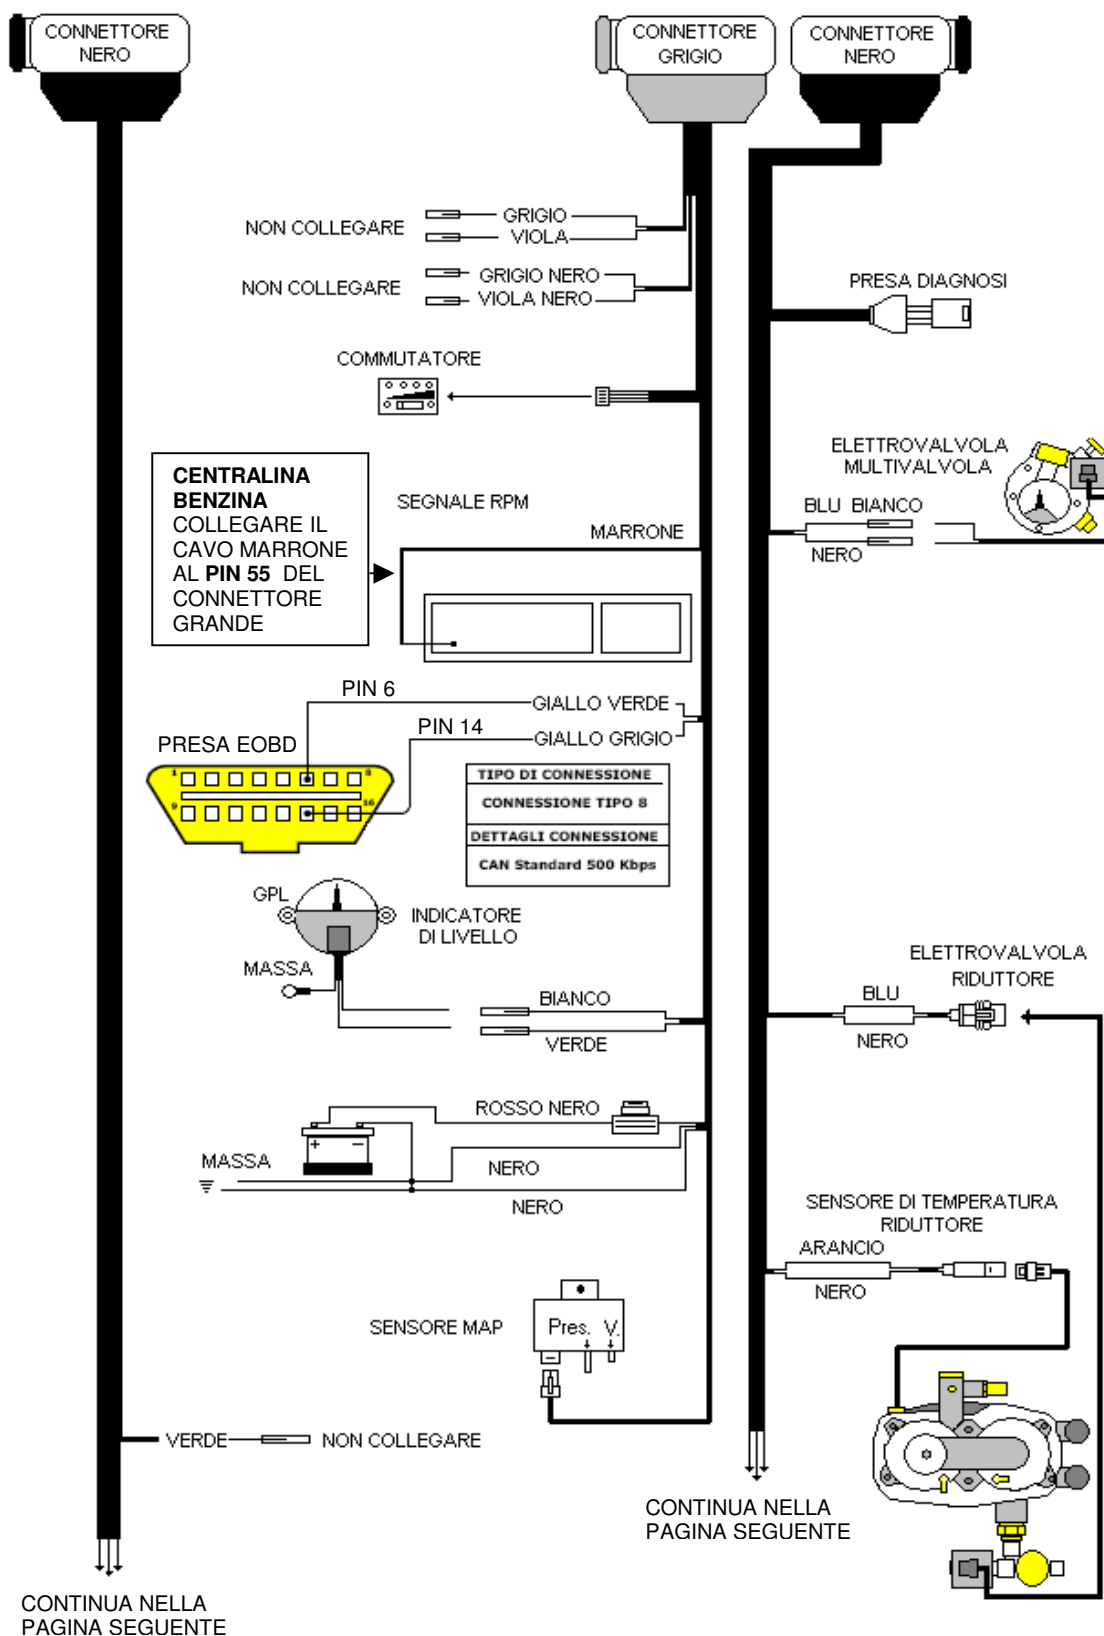 CONNETTORE
NERO
CONNETTORE
GRIGIO
CONNETTORE
NERO
NON COLLEGARE
GRIGIO
VIOLA
NON COLLEGARE
GRIGIO NERO
VIOLA NERO
PRESA DIAGNOSI
COMMUTATORE
ELETTROVALVOLA
MULTIVALVOLA
CENTRALINA
BENZINA
COLLEGARE IL
CAVO MARRONE
AL PIN 55 DEL
CONNETTORE
GRANDE
SEGNALE RPM
MARRONE
BLU BIANCO
NERO
PIN 6
GIALLO VERDE
PIN 14
GIALLO GRIGIO
PRESA EOBD
1
8
9
16
TIPO DI CONNESSIONE
CONNESSIONE TIPO 8
DETTAGLI CONNESSIONE
CAN Standard 500 Kbps
GPL
INDICATORE
DI LIVELLO
MASSA
BIANCO
VERDE
ELETTROVALVOLA
RIDUTTORE
BLU
NERO
ROSSO NERO
+ −
MASSA
NERO
NERO
SENSORE DI TEMPERATURA
RIDUTTORE
ARANCIO
NERO
SENSORE MAP
Pres. V.
−
VERDE
NON COLLEGARE
CONTINUA NELLA
PAGINA SEGUENTE
CONTINUA NELLA
PAGINA SEGUENTE